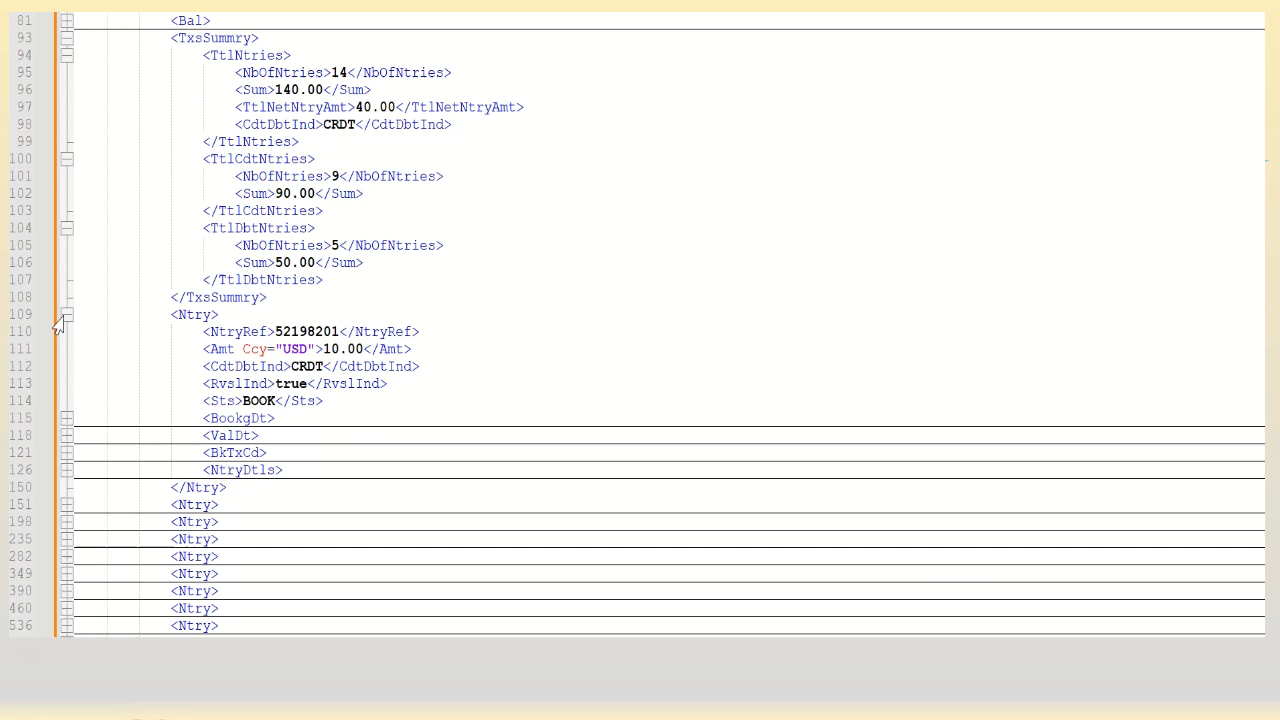 81 <Bal>
93 <TxsSummry>
94 <TtlNtries>
95 <NbOfNtries>14</NbOfNtries>
96 <Sum>140.00</Sum>
97 <TtlNetNtryAmt>40.00</TtlNetNtryAmt>
98 <CdtDbtInd>CRDT</CdtDbtInd>
99 </TtlNtries>
100 <TtlCdtNtries>
101 <NbOfNtries>9</NbOfNtries>
102 <Sum>90.00</Sum>
103 </TtlCdtNtries>
104 <TtlDbtNtries>
105 <NbOfNtries>5</NbOfNtries>
106 <Sum>50.00</Sum>
107 </TtlDbtNtries>
108 </TxsSummry>
109 <Ntry>
110 <NtryRef>52198201</NtryRef>
111 <Amt Ccy="USD">10.00</Amt>
112 <CdtDbtInd>CRDT</CdtDbtInd>
113 <RvslInd>true</RvslInd>
114 <Sts>BOOK</Sts>
115 <BookgDt>
118 <ValDt>
121 <BkTxCd>
126 <NtryDtls>
150 </Ntry>
151 <Ntry>
198 <Ntry>
235 <Ntry>
282 <Ntry>
349 <Ntry>
390 <Ntry>
460 <Ntry>
536 <Ntry>